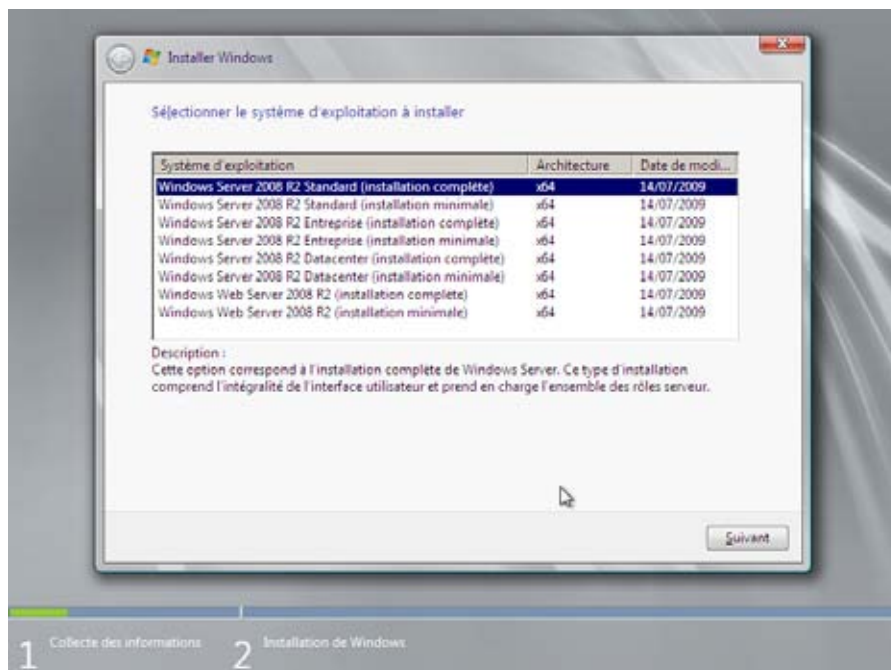 Installer Windows
Sélectionner le système d'exploitation à installer
Système d'exploitation Architecture Date de modi...
Windows Server 2008 R2 Standard (installation complète) x64 14/07/2009
Windows Server 2008 R2 Standard (installation minimale) x64 14/07/2009
Windows Server 2008 R2 Entreprise (installation complète) x64 14/07/2009
Windows Server 2008 R2 Entreprise (installation minimale) x64 14/07/2009
Windows Server 2008 R2 Datacenter (installation complète) x64 14/07/2009
Windows Server 2008 R2 Datacenter (installation minimale) x64 14/07/2009
Windows Web Server 2008 R2 (installation complète) x64 14/07/2009
Windows Web Server 2008 R2 (installation minimale) x64 14/07/2009
Description :
Cette option correspond à l'installation complète de Windows Server. Ce type d'installation
comprend l'intégralité de l'interface utilisateur et prend en charge l'ensemble des rôles serveur.
Suivant
1 Collecte des informations 2 Installation de Windows